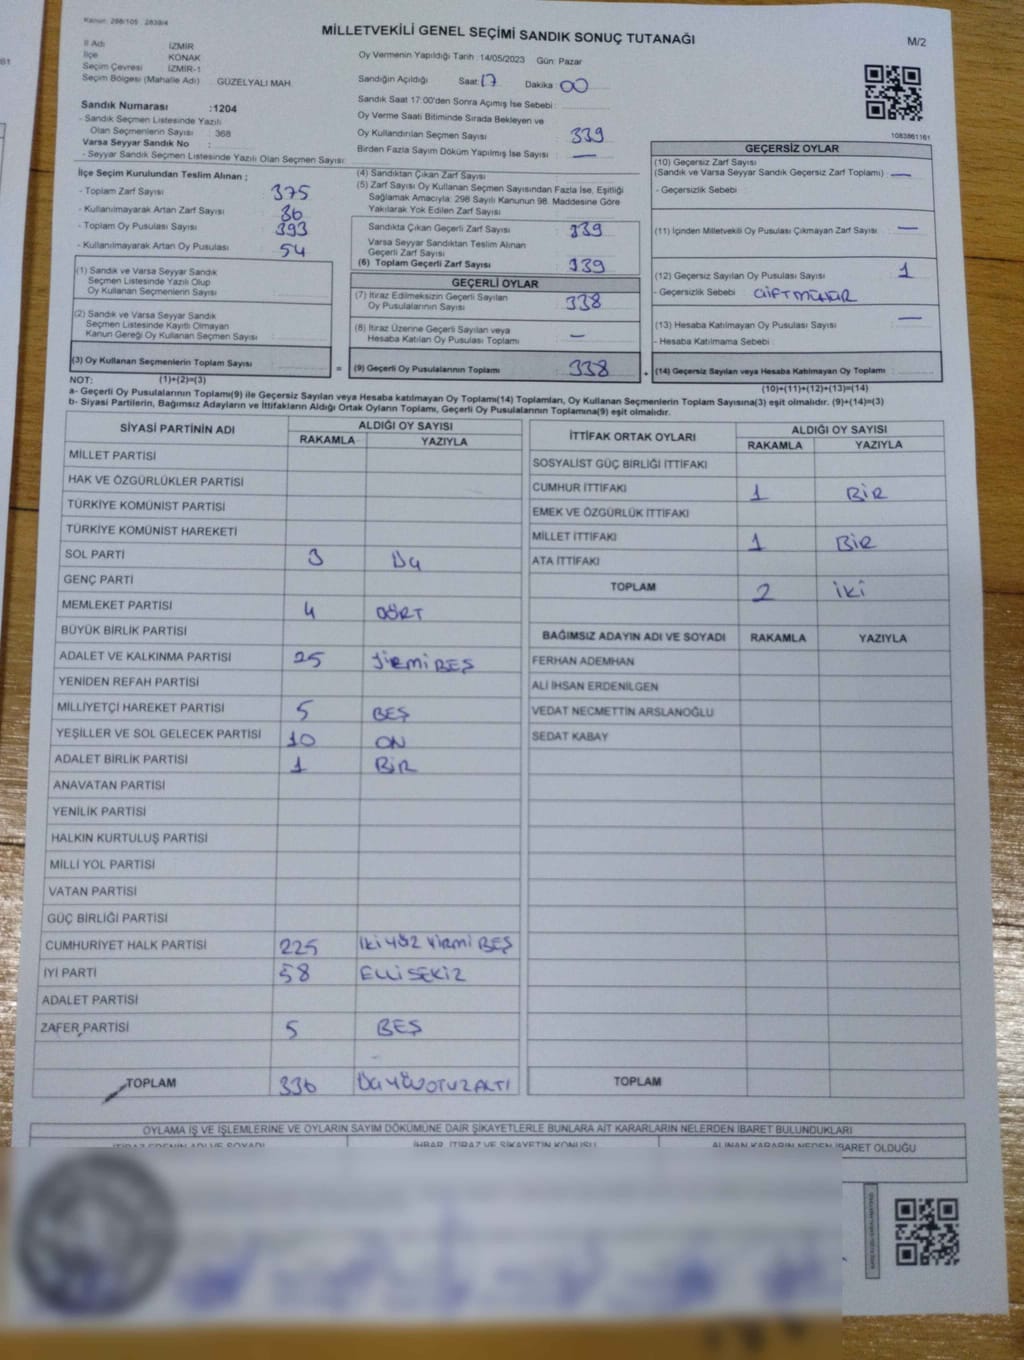 Kanun: 298/105 2839/4
MİLLETVEKİLİ GENEL SEÇİMİ SANDIK SONUÇ TUTANAĞI
M/2
İl Adı İZMİR
İlçe KONAK
Seçim Çevresi İZMİR-1
Seçim Bölgesi (Mahalle Adı) GÜZELYALI MAH.
Oy Vermenin Yapıldığı Tarih :14/05/2023 Gün: Pazar
Sandığın Açıldığı Saat: 17 Dakika: 00
Sandık Saat 17:00'den Sonra Açımış İse Sebebi :
Oy Verme Saati Bitiminde Sırada Bekleyen ve
Oy Kullandırılan Seçmen Sayısı 339
Birden Fazla Sayım Döküm Yapılmış İse Sayısı : —
Sandık Numarası :1204
- Sandık Seçmen Listesinde Yazılı
Olan Seçmenlerin Sayısı : 368
Varsa Seyyar Sandık No :
- Seyyar Sandık Seçmen Listesinde Yazılı Olan Seçmen Sayısı:
1083861161
İlçe Seçim Kurulundan Teslim Alınan ;
- Toplam Zarf Sayısı : 375
- Kullanılmayarak Artan Zarf Sayısı : 36
- Toplam Oy Pusulası Sayısı : 393
- Kullanılmayarak Artan Oy Pusulası : 54
(1) Sandık ve Varsa Seyyar Sandık
Seçmen Listesinde Yazılı Olup
Oy Kullanan Seçmenlerin Sayısı :
(2) Sandık ve Varsa Seyyar Sandık
Seçmen Listesinde Kayıtlı Olmayan
Kanun Gereği Oy Kullanan Seçmen Sayısı :
(3) Oy Kullanan Seçmenlerin Toplam Sayısı :
(4) Sandıktan Çıkan Zarf Sayısı :
(5) Zarf Sayısı Oy Kullanan Seçmen Sayısından Fazla İse, Eşitliği
Sağlamak Amacıyla; 298 Sayılı Kanunun 98. Maddesine Göre
Yakılarak Yok Edilen Zarf Sayısı :
Sandıkta Çıkan Geçerli Zarf Sayısı : 339
Varsa Seyyar Sandıktan Teslim Alınan
Geçerli Zarf Sayısı :
(6) Toplam Geçerli Zarf Sayısı : 339
GEÇERLİ OYLAR
(7) İtiraz Edilmeksizin Geçerli Sayılan
Oy Pusulalarının Sayısı : 338
(8) İtiraz Üzerine Geçerli Sayılan veya
Hesaba Katılan Oy Pusulası Toplamı : —
= (9) Geçerli Oy Pusulalarının Toplamı : 338 +
GEÇERSİZ OYLAR
(10) Geçersiz Zarf Sayısı
(Sandık ve Varsa Seyyar Sandık Geçersiz Zarf Toplamı) : —
- Geçersizlik Sebebi :
(11) İçinden Milletvekili Oy Pusulası Çıkmayan Zarf Sayısı : —
(12) Geçersiz Sayılan Oy Pusulası Sayısı : 1
- Geçersizlik Sebebi : ÇİFT MÜHÜR
(13) Hesaba Katılmayan Oy Pusulası Sayısı : —
- Hesaba Katılmama Sebebi :
(14) Geçersiz Sayılan veya Hesaba Katılmayan Oy Toplamı :
NOT: (1)+(2)=(3)
(10)+(11)+(12)+(13)=(14)
a- Geçerli Oy Pusulalarının Toplamı(9) ile Geçersiz Sayılan veya Hesaba katılmayan Oy Toplamı(14) Toplamları, Oy Kullanan Seçmenlerin Toplam Sayısına(3) eşit olmalıdır. (9)+(14)=(3)
b- Siyasi Partilerin, Bağımsız Adayların ve İttifakların Aldığı Ortak Oyların Toplamı, Geçerli Oy Pusulalarının Toplamına(9) eşit olmalıdır.
SİYASİ PARTİNİN ADI ALDIĞI OY SAYISI
RAKAMLA YAZIYLA
MİLLET PARTİSİ
HAK VE ÖZGÜRLÜKLER PARTİSİ
TÜRKİYE KOMÜNİST PARTİSİ
TÜRKİYE KOMÜNİST HAREKETİ
SOL PARTİ 3 Üç
GENÇ PARTİ
MEMLEKET PARTİSİ 4 DÖRT
BÜYÜK BİRLİK PARTİSİ
ADALET VE KALKINMA PARTİSİ 25 YİRMİ BEŞ
YENİDEN REFAH PARTİSİ
MİLLİYETÇİ HAREKET PARTİSİ 5 BEŞ
YEŞİLLER VE SOL GELECEK PARTİSİ 10 ON
ADALET BİRLİK PARTİSİ 1 BİR
ANAVATAN PARTİSİ
YENİLİK PARTİSİ
HALKIN KURTULUŞ PARTİSİ
MİLLİ YOL PARTİSİ
VATAN PARTİSİ
GÜÇ BİRLİĞİ PARTİSİ
CUMHURİYET HALK PARTİSİ 225 İKİ YÜZ YİRMİ BEŞ
İYİ PARTİ 58 ELLİ SEKİZ
ADALET PARTİSİ
ZAFER PARTİSİ 5 BEŞ
TOPLAM 336 ÜÇ YÜZ OTUZ ALTI
İTTİFAK ORTAK OYLARI ALDIĞI OY SAYISI
RAKAMLA YAZIYLA
SOSYALİST GÜÇ BİRLİĞİ İTTİFAKI
CUMHUR İTTİFAKI 1 BİR
EMEK VE ÖZGÜRLÜK İTTİFAKI
MİLLET İTTİFAKI 1 BİR
ATA İTTİFAKI
TOPLAM 2 İKİ
BAĞIMSIZ ADAYIN ADI VE SOYADI RAKAMLA YAZIYLA
FERHAN ADEMHAN
ALİ İHSAN ERDENİLGEN
VEDAT NECMETTİN ARSLANOĞLU
SEDAT KABAY
TOPLAM
OYLAMA İŞ VE İŞLEMLERİNE VE OYLARIN SAYIM DÖKÜMÜNE DAİR ŞİKAYETLERLE BUNLARA AİT KARARLARIN NELERDEN İBARET BULUNDUKLARI
İTİRAZ EDENİN ADI VE SOYADI İHBAR, İTİRAZ VE ŞİKAYETİN KONUSU ALINAN KARARIN NEDEN İBARET OLDUĞU